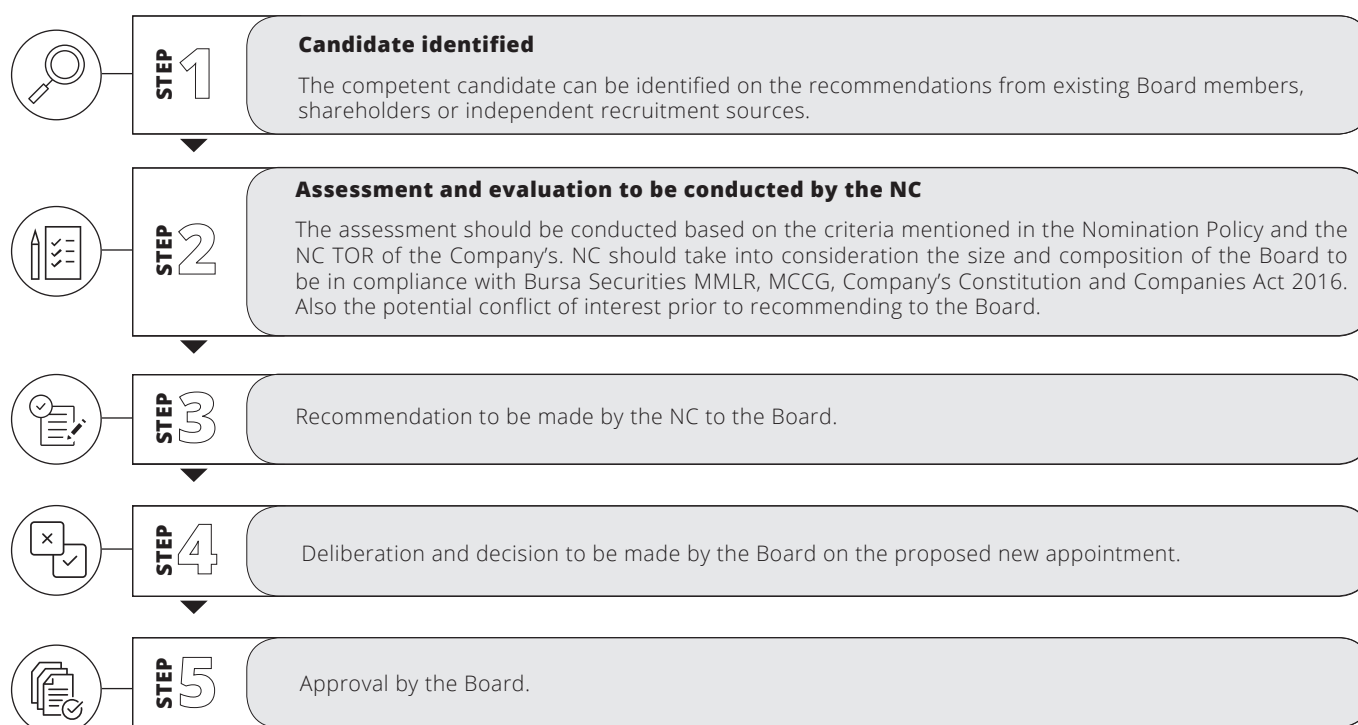 STEP 1
Candidate identified
The competent candidate can be identified on the recommendations from existing Board members,
shareholders or independent recruitment sources.
STEP 2
Assessment and evaluation to be conducted by the NC
The assessment should be conducted based on the criteria mentioned in the Nomination Policy and the
NC TOR of the Company’s. NC should take into consideration the size and composition of the Board to
be in compliance with Bursa Securities MMLR, MCCG, Company’s Constitution and Companies Act 2016.
Also the potential conflict of interest prior to recommending to the Board.
STEP 3
Recommendation to be made by the NC to the Board.
STEP 4
Deliberation and decision to be made by the Board on the proposed new appointment.
STEP 5
Approval by the Board.